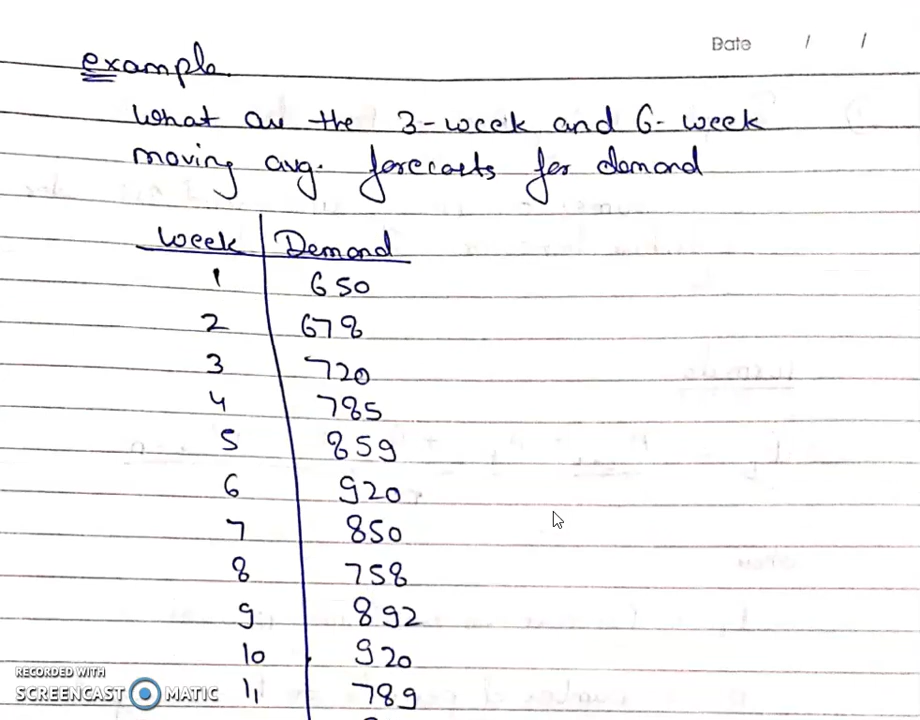 Date / /
example.
What are the 3-week and 6-week
moving avg. forecasts for demand
Week Demand
1 650
2 678
3 720
4 785
5 859
6 920
7 850
8 758
9 892
10 920
11 789
RECORDED WITH
SCREENCAST MATIC